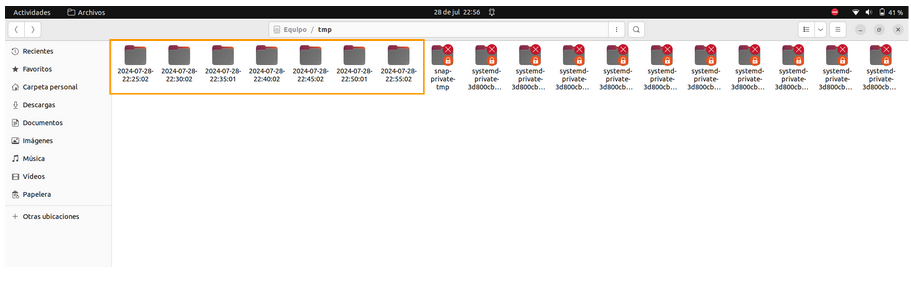 Actividades
Archivos
28 de jul 22:56
41 %
Equipo / tmp
Recientes
Favoritos
Carpeta personal
Descargas
Documentos
Imágenes
Música
Vídeos
Papelera
Otras ubicaciones
2024-07-28-
22:25:02
2024-07-28-
22:30:02
2024-07-28-
22:35:01
2024-07-28-
22:40:02
2024-07-28-
22:45:02
2024-07-28-
22:50:01
2024-07-28-
22:55:02
snap-
tmp
systemd-
private-
3d800cb...
systemd-
private-
3d800cb...
systemd-
private-
3d800cb...
systemd-
private-
3d800cb...
systemd-
private-
3d800cb...
systemd-
private-
3d800cb...
systemd-
private-
3d800cb...
systemd-
private-
3d800cb...
systemd-
private-
3d800cb...
systemd-
private-
3d800cb...